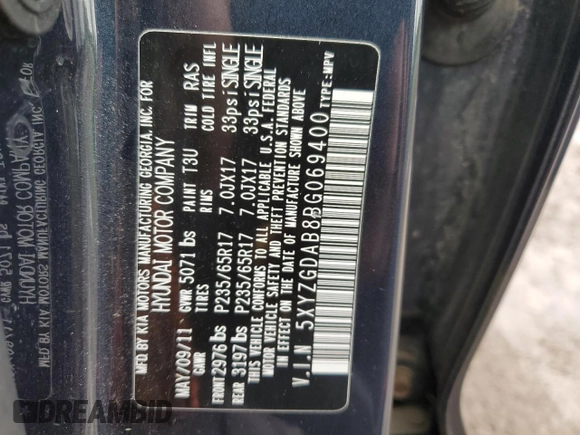 MFD BY KIA MOTORS MANUFACTURING GEORGIA, INC. FOR
HYUNDAI MOTOR COMPANY
MAY/09/11 GVWR 5071 lbs PAINT T3U TRIM RAS
GAWR TIRES RIMS COLD TIRE INFL
FRONT 2976 lbs P235/65R17 7.0JX17 33psi SINGLE
REAR 3197 lbs P235/65R17 7.0JX17 33psi SINGLE
THIS VEHICLE CONFORMS TO ALL APPLICABLE U.S.A. FEDERAL
MOTOR VEHICLE SAFETY AND THEFT PREVENTION STANDARDS
IN EFFECT ON THE DATE OF MANUFACTURE SHOWN ABOVE
V.I.N 5XYZGDAB8BG069400 TYPE:MPV
DREAMBID